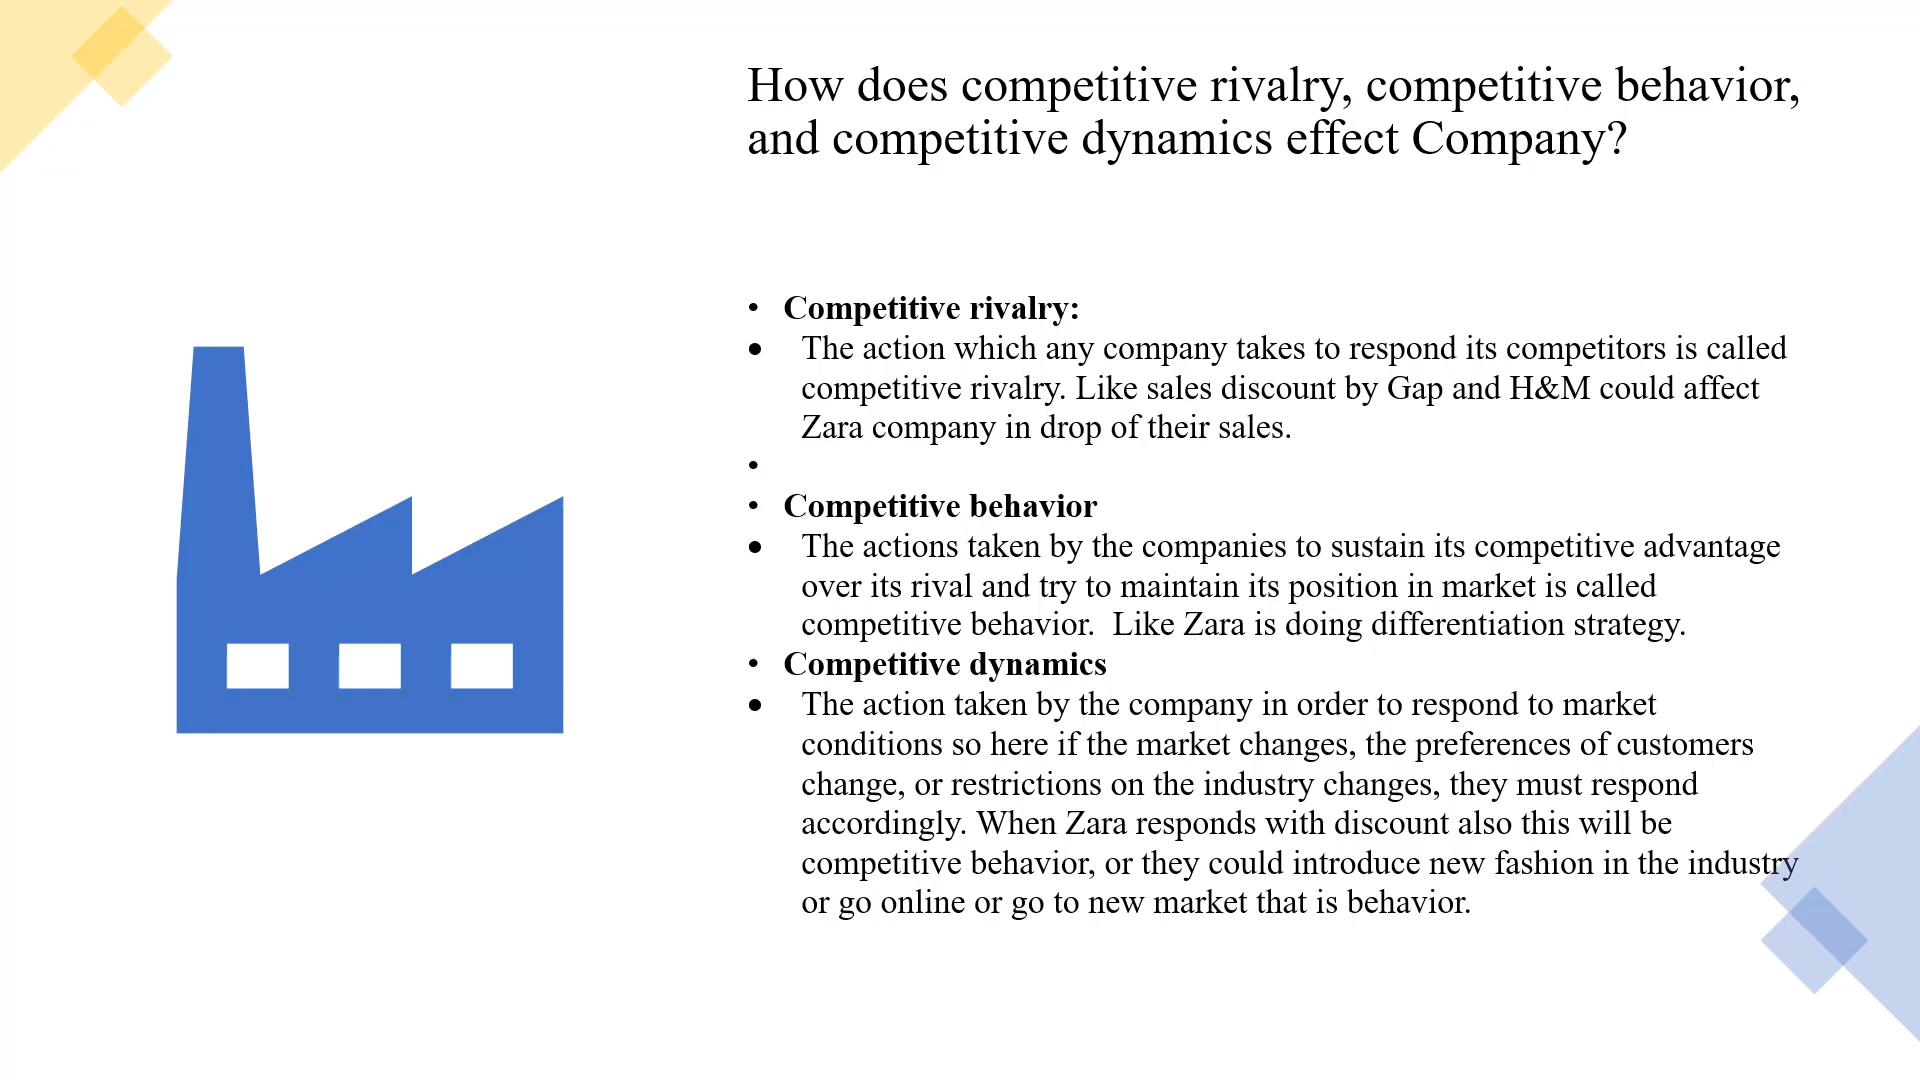 How does competitive rivalry, competitive behavior,
and competitive dynamics effect Company?
• Competitive rivalry:
• The action which any company takes to respond its competitors is called
competitive rivalry. Like sales discount by Gap and H&M could affect
Zara company in drop of their sales.
•
• Competitive behavior
• The actions taken by the companies to sustain its competitive advantage
over its rival and try to maintain its position in market is called
competitive behavior.  Like Zara is doing differentiation strategy.
• Competitive dynamics
• The action taken by the company in order to respond to market
conditions so here if the market changes, the preferences of customers
change, or restrictions on the industry changes, they must respond
accordingly. When Zara responds with discount also this will be
competitive behavior, or they could introduce new fashion in the industry
or go online or go to new market that is behavior.